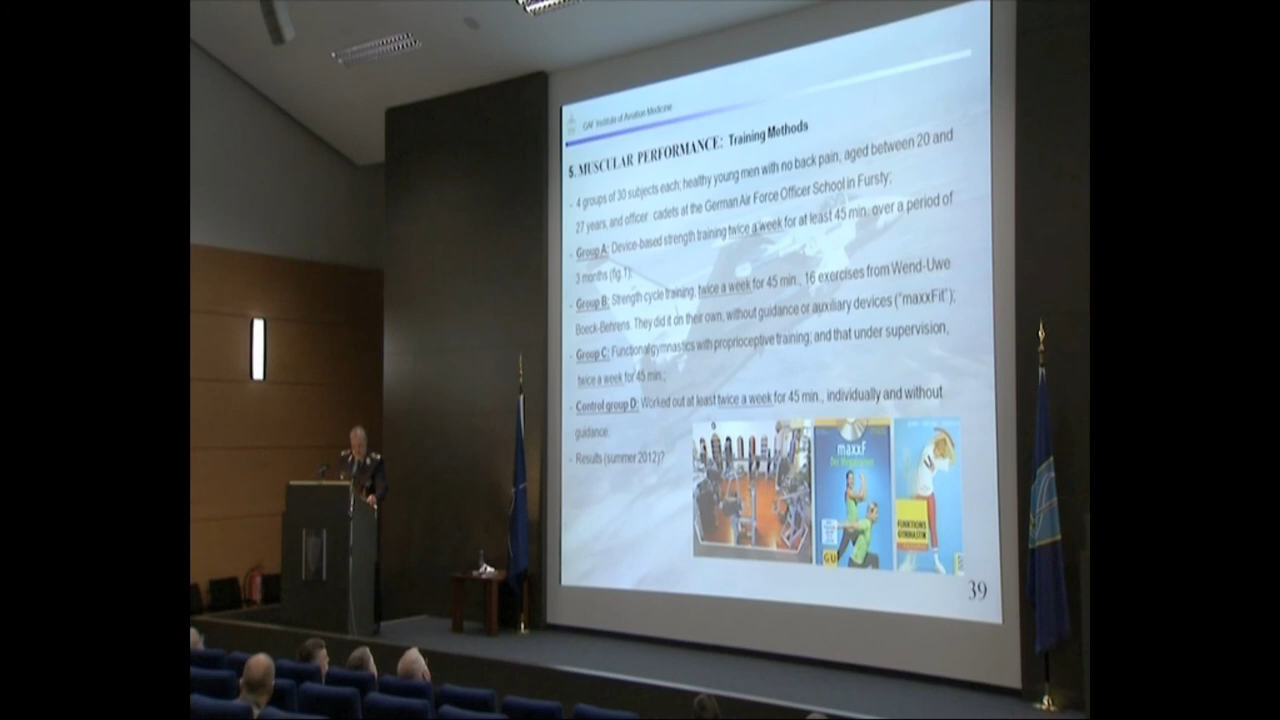 GAF Institute of Aviation Medicine
5. MUSCULAR PERFORMANCE: Training Methods
- 4 groups of 30 subjects each; healthy young men with no back pain, aged between 20 and
27 years, and officer cadets at the German Air Force Officer School in Fursty;
- Group A: Device-based strength training twice a week for at least 45 min. over a period of
3 months (fig.1);
- Group B: Strength cycle training, twice a week for 45 min., 16 exercises from Wend-Uwe
Boeck-Behrens. They did it on their own, without guidance or auxiliary devices ("maxxFit");
- Group C: Functional gymnastics with proprioceptive training; and that under supervision,
twice a week for 45 min.;
- Control group D: Worked out at least twice a week for 45 min., individually and without
guidance.
- Results (summer 2012)?
maxxF
GU
FUNKTIONS
GYMNASTIK
39